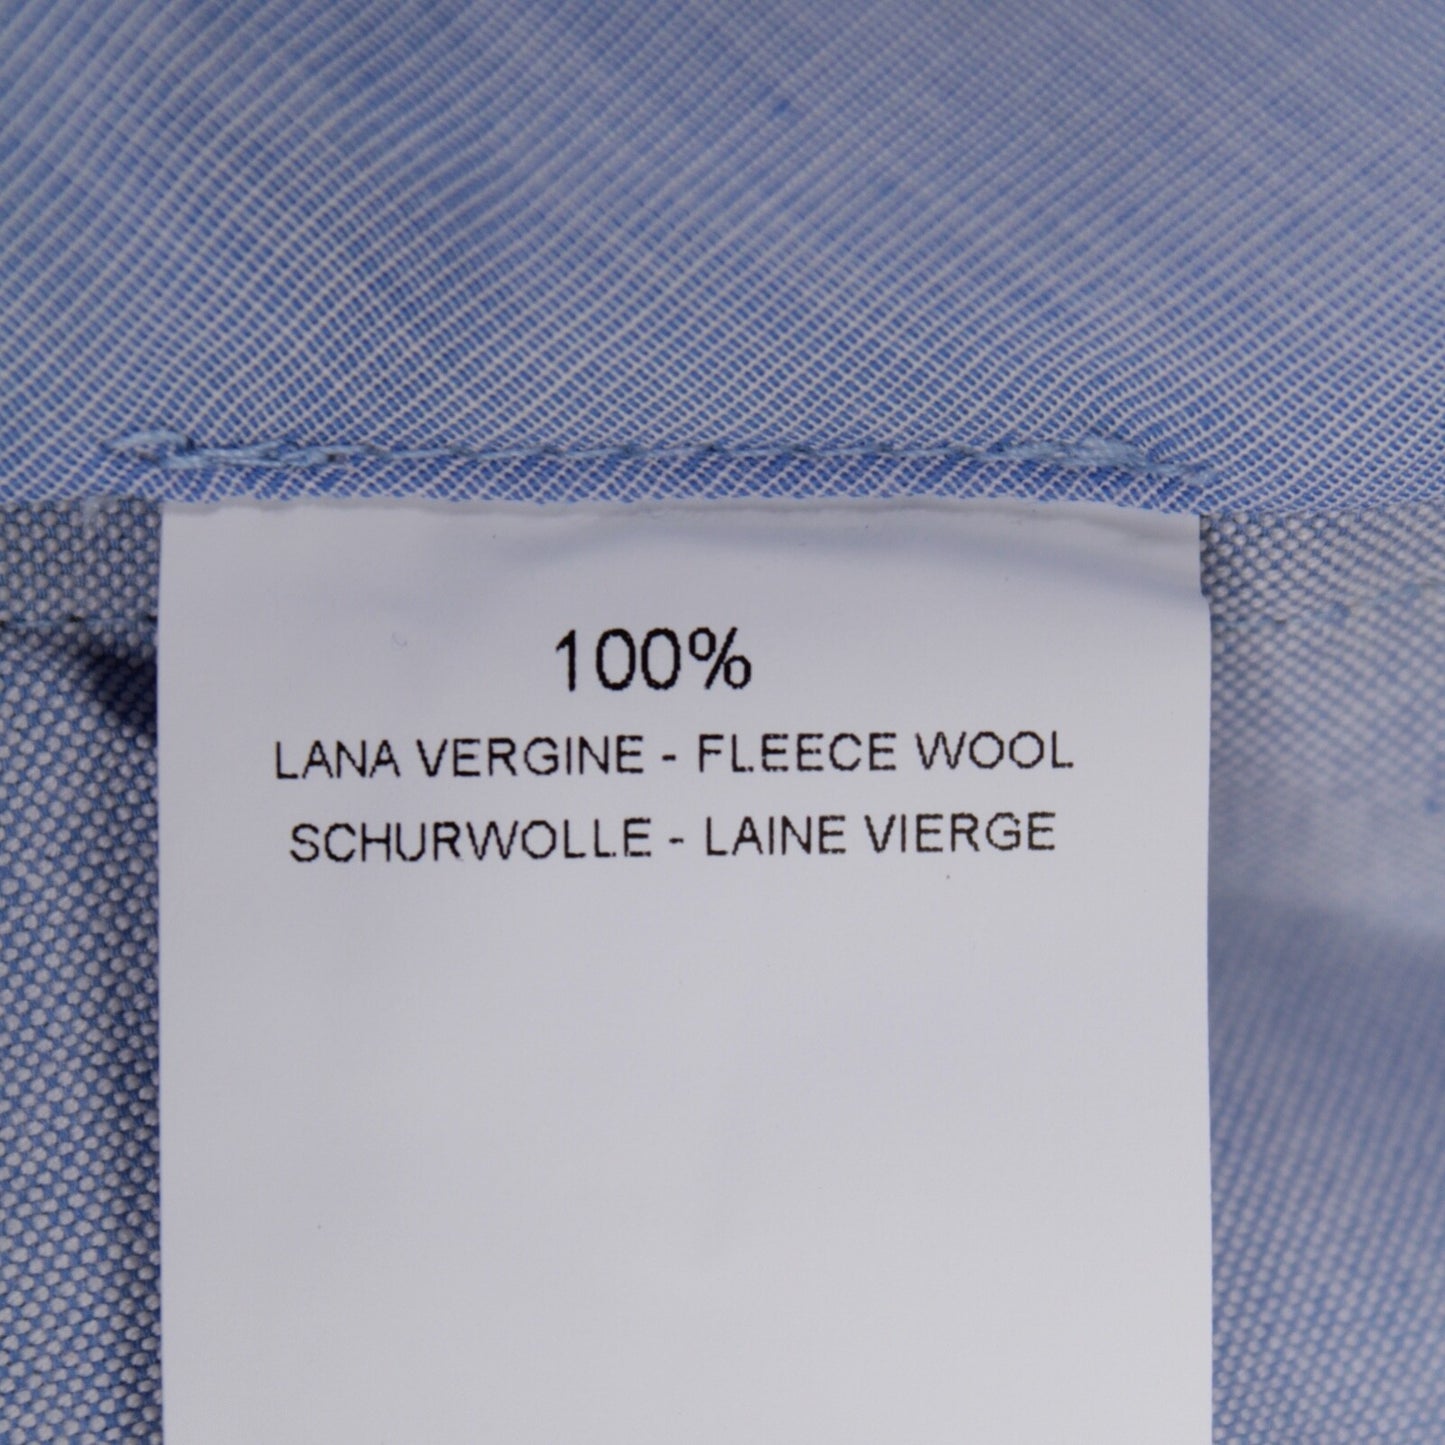 100%
LANA VERGINE - FLEECE WOOL
SCHURWOLLE - LAINE VIERGE